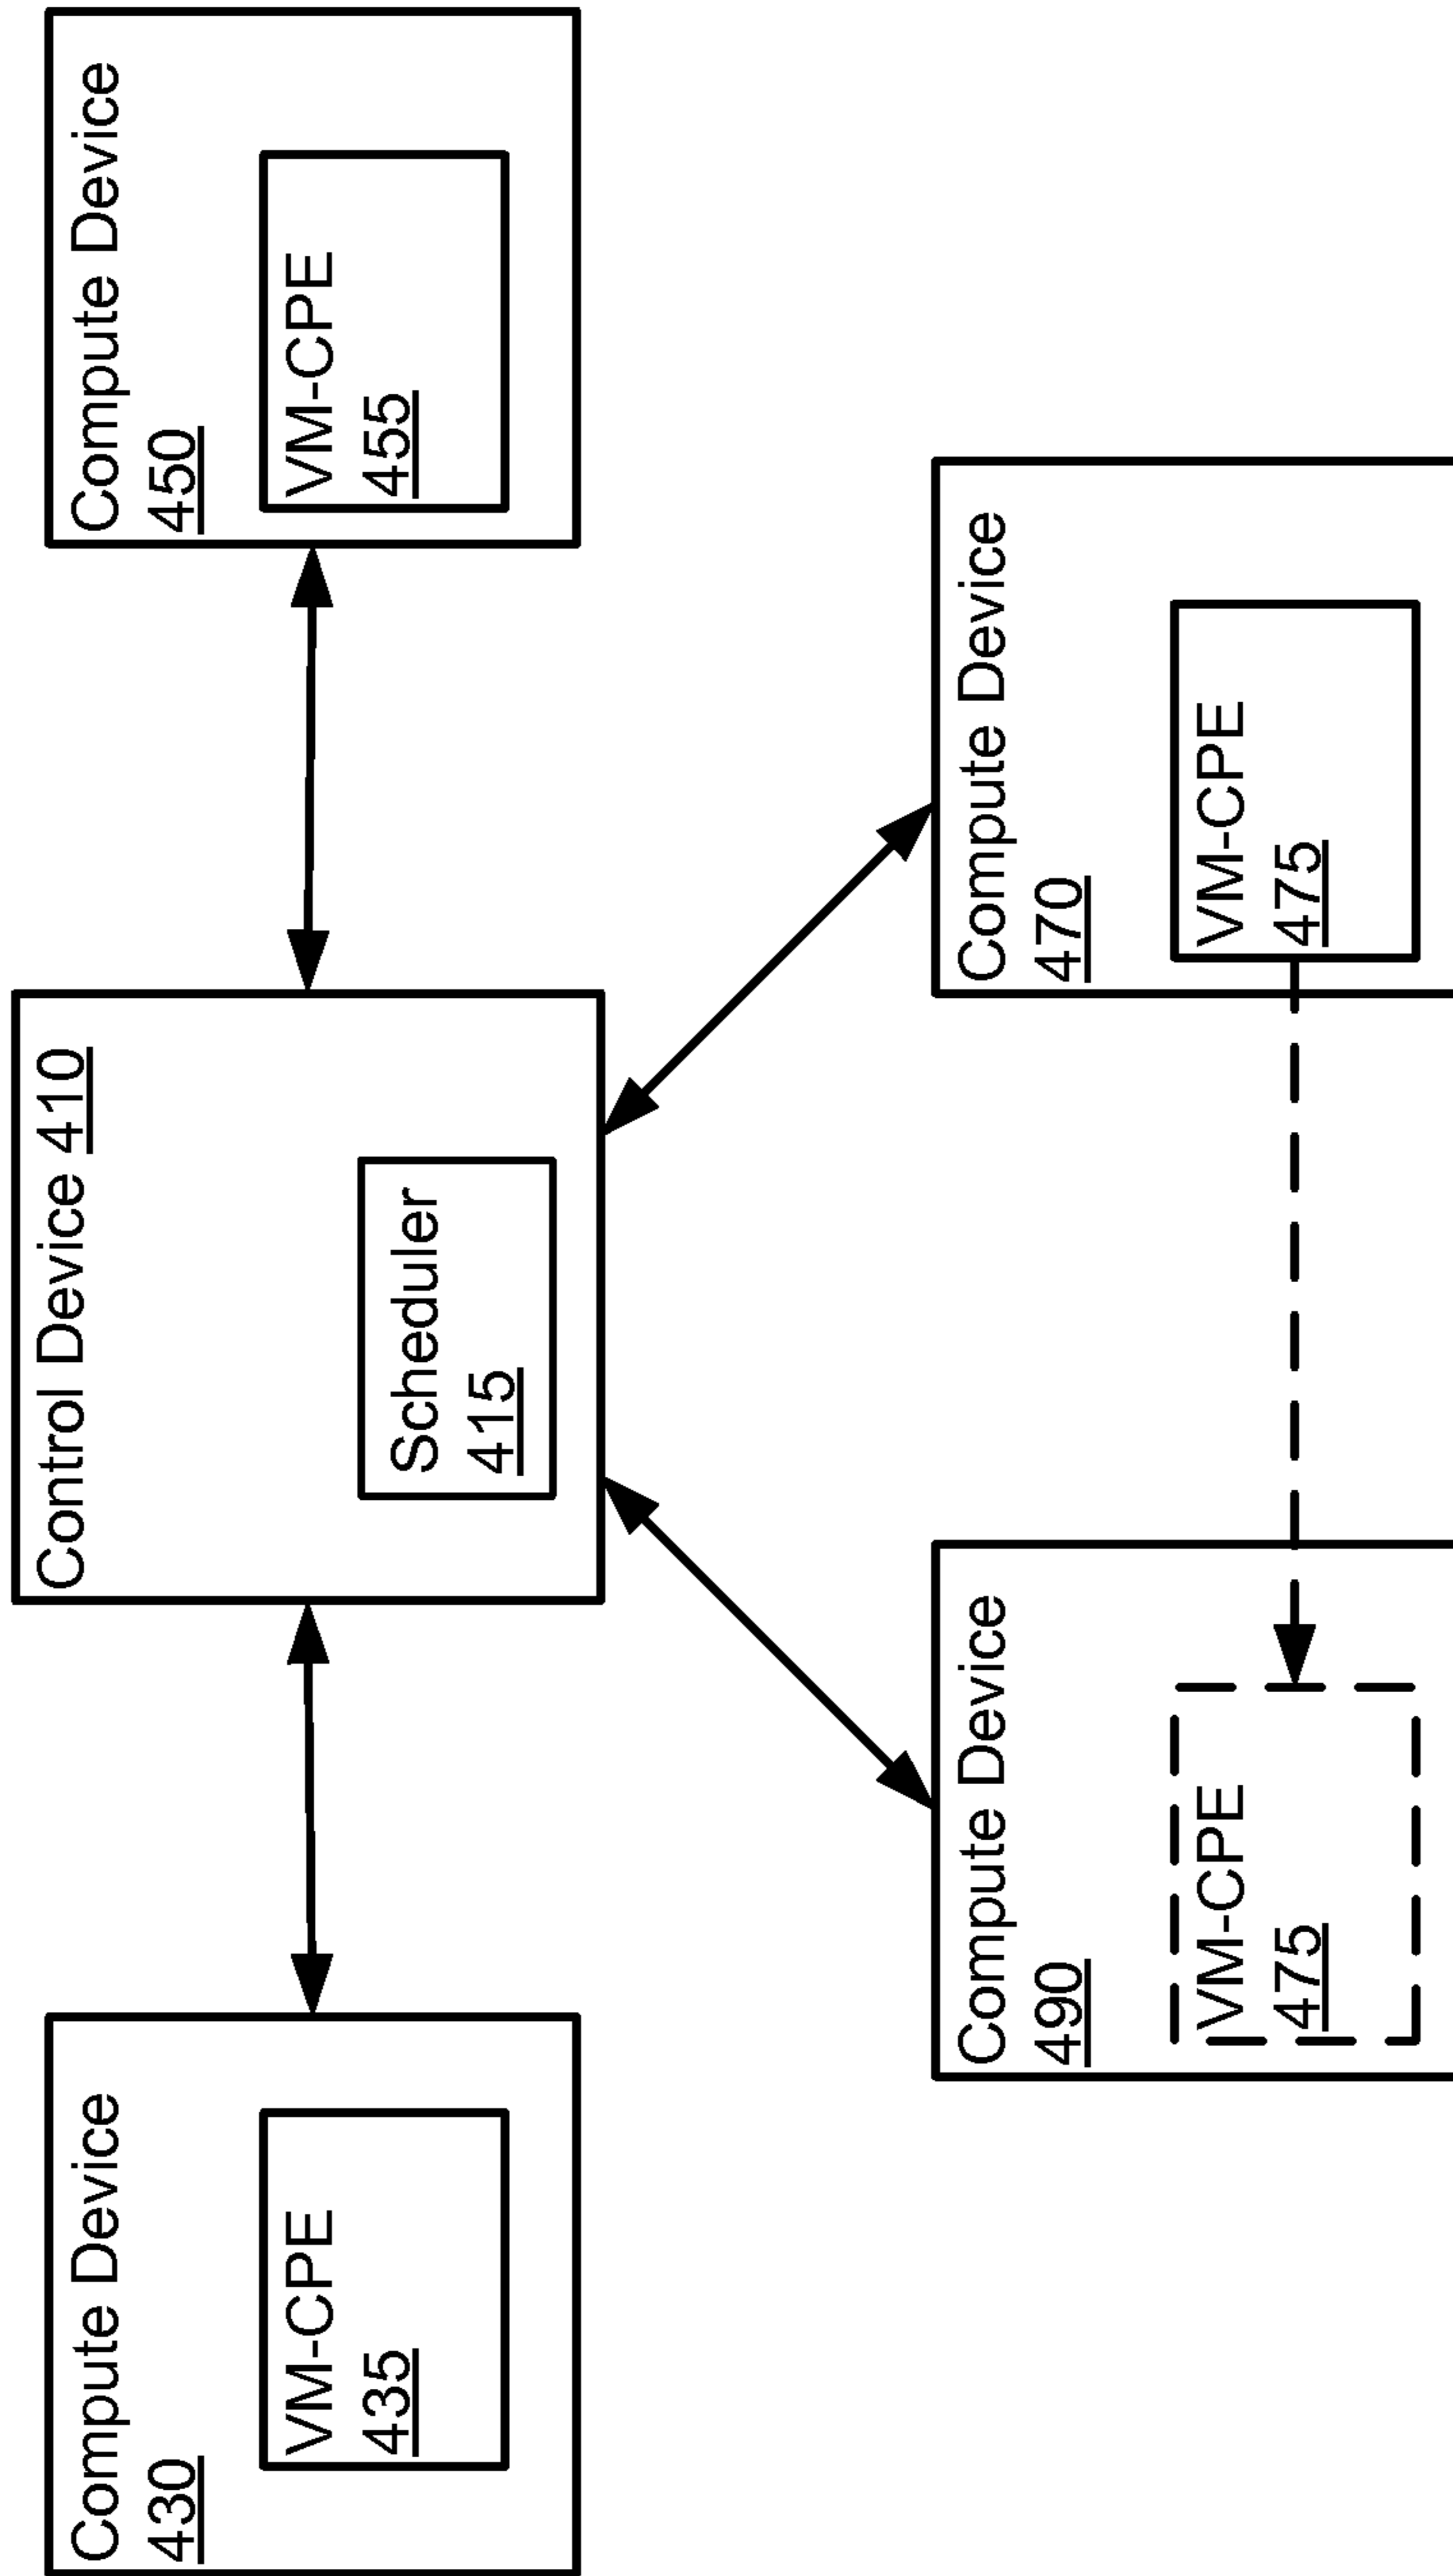 Compute Device
430
VM-CPE
435
Control Device 410
Scheduler
415
Compute Device
450
VM-CPE
455
Compute Device
490
VM-CPE
475
Compute Device
470
VM-CPE
475